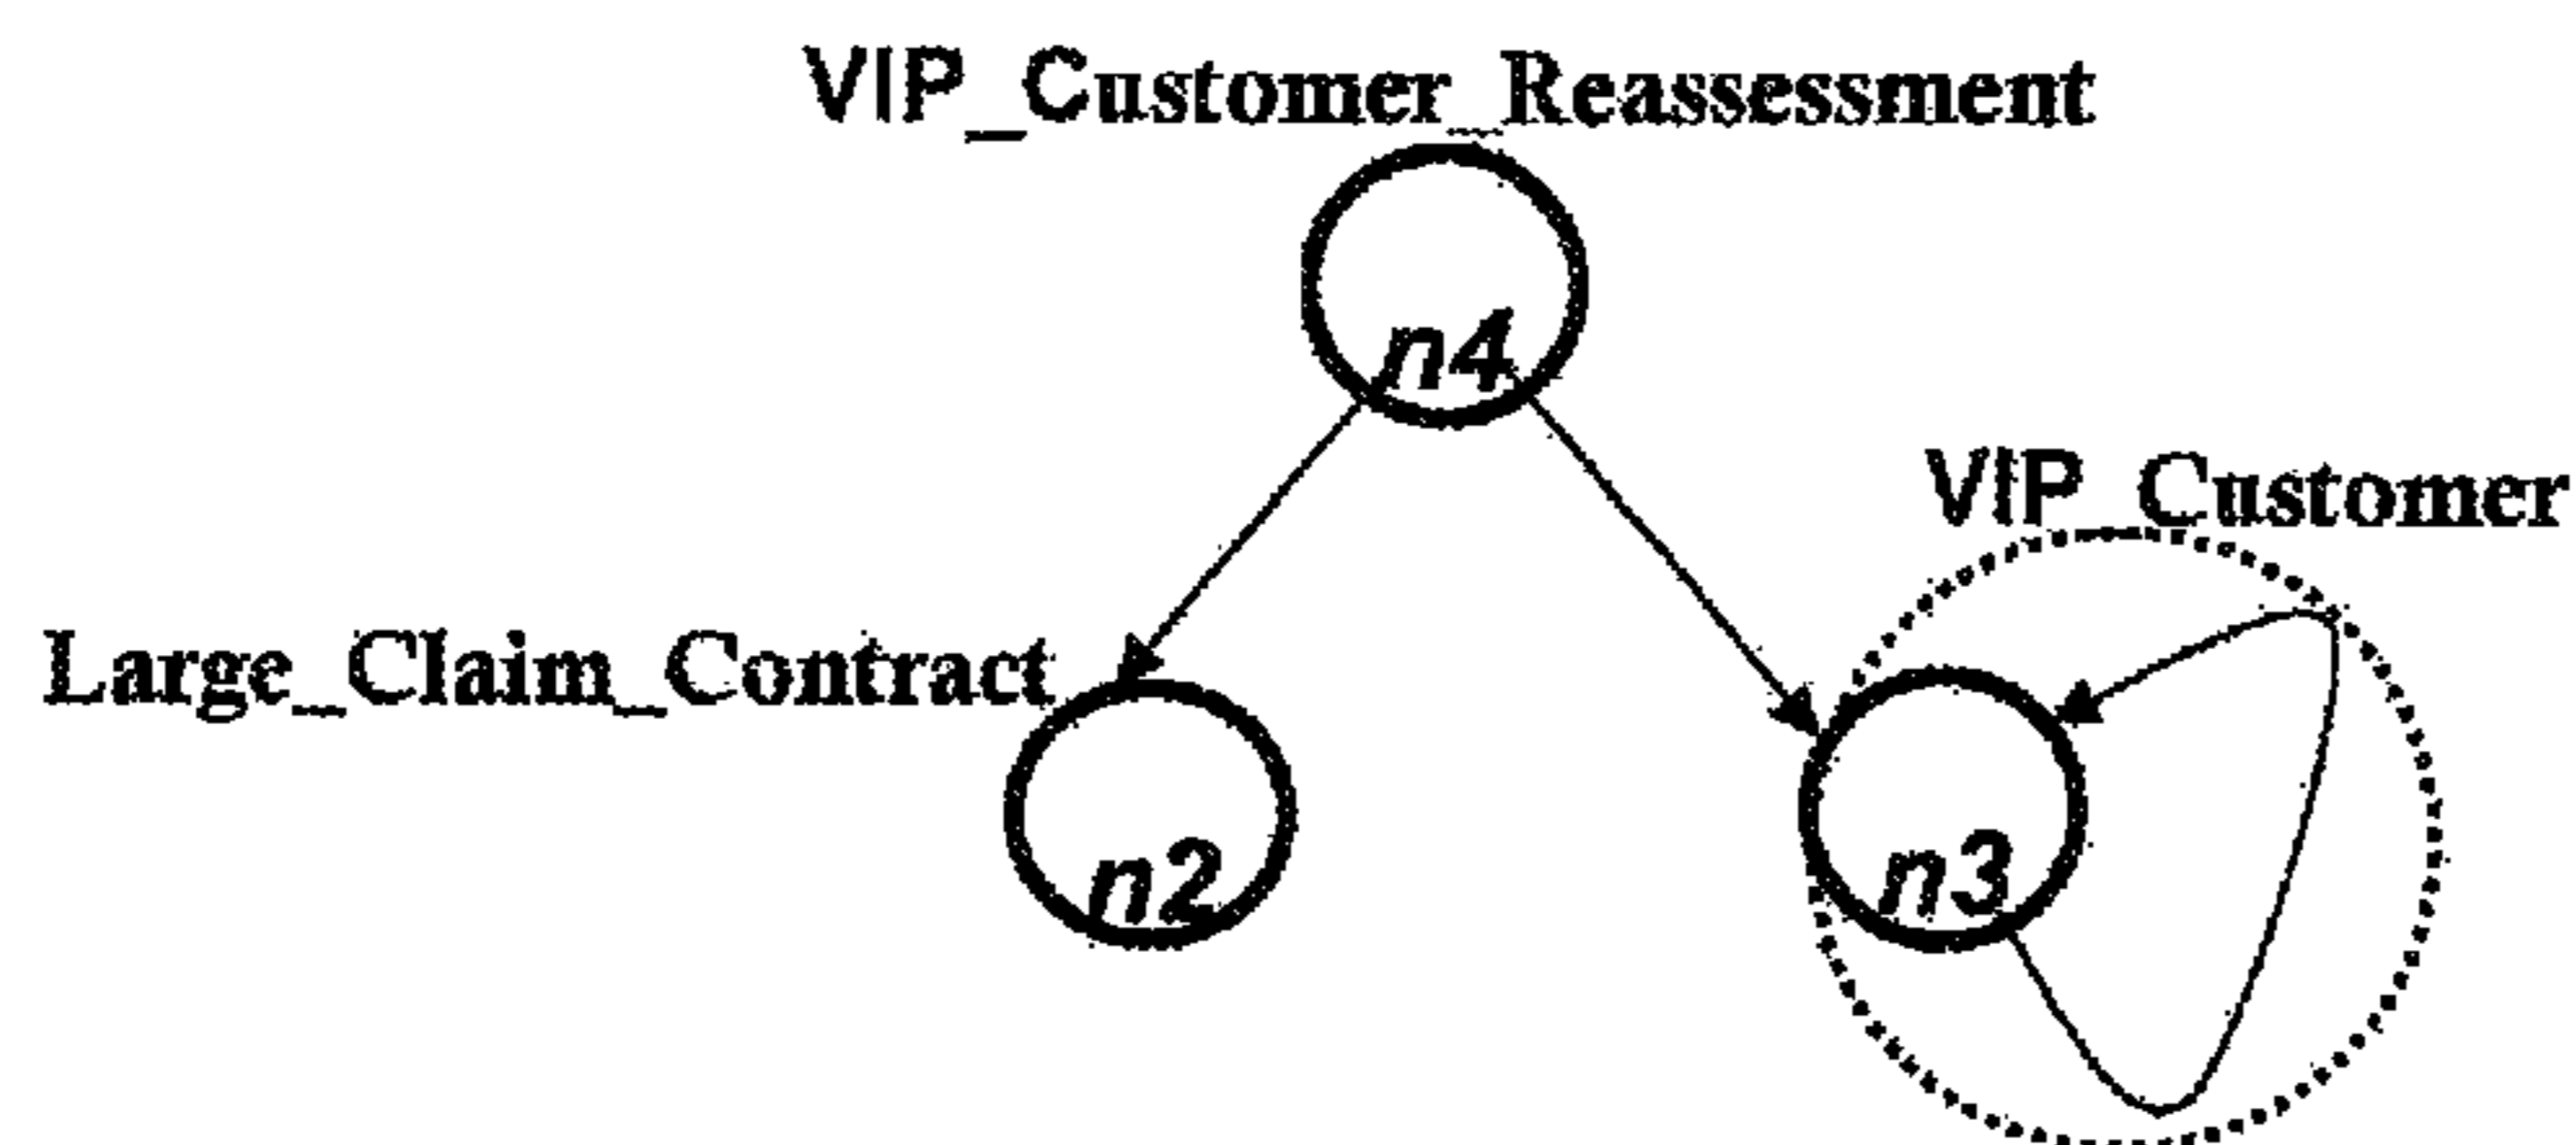 VIP_Customer_Reassessment
n4
VIP_Customer
Large_Claim_Contract
n2
n3